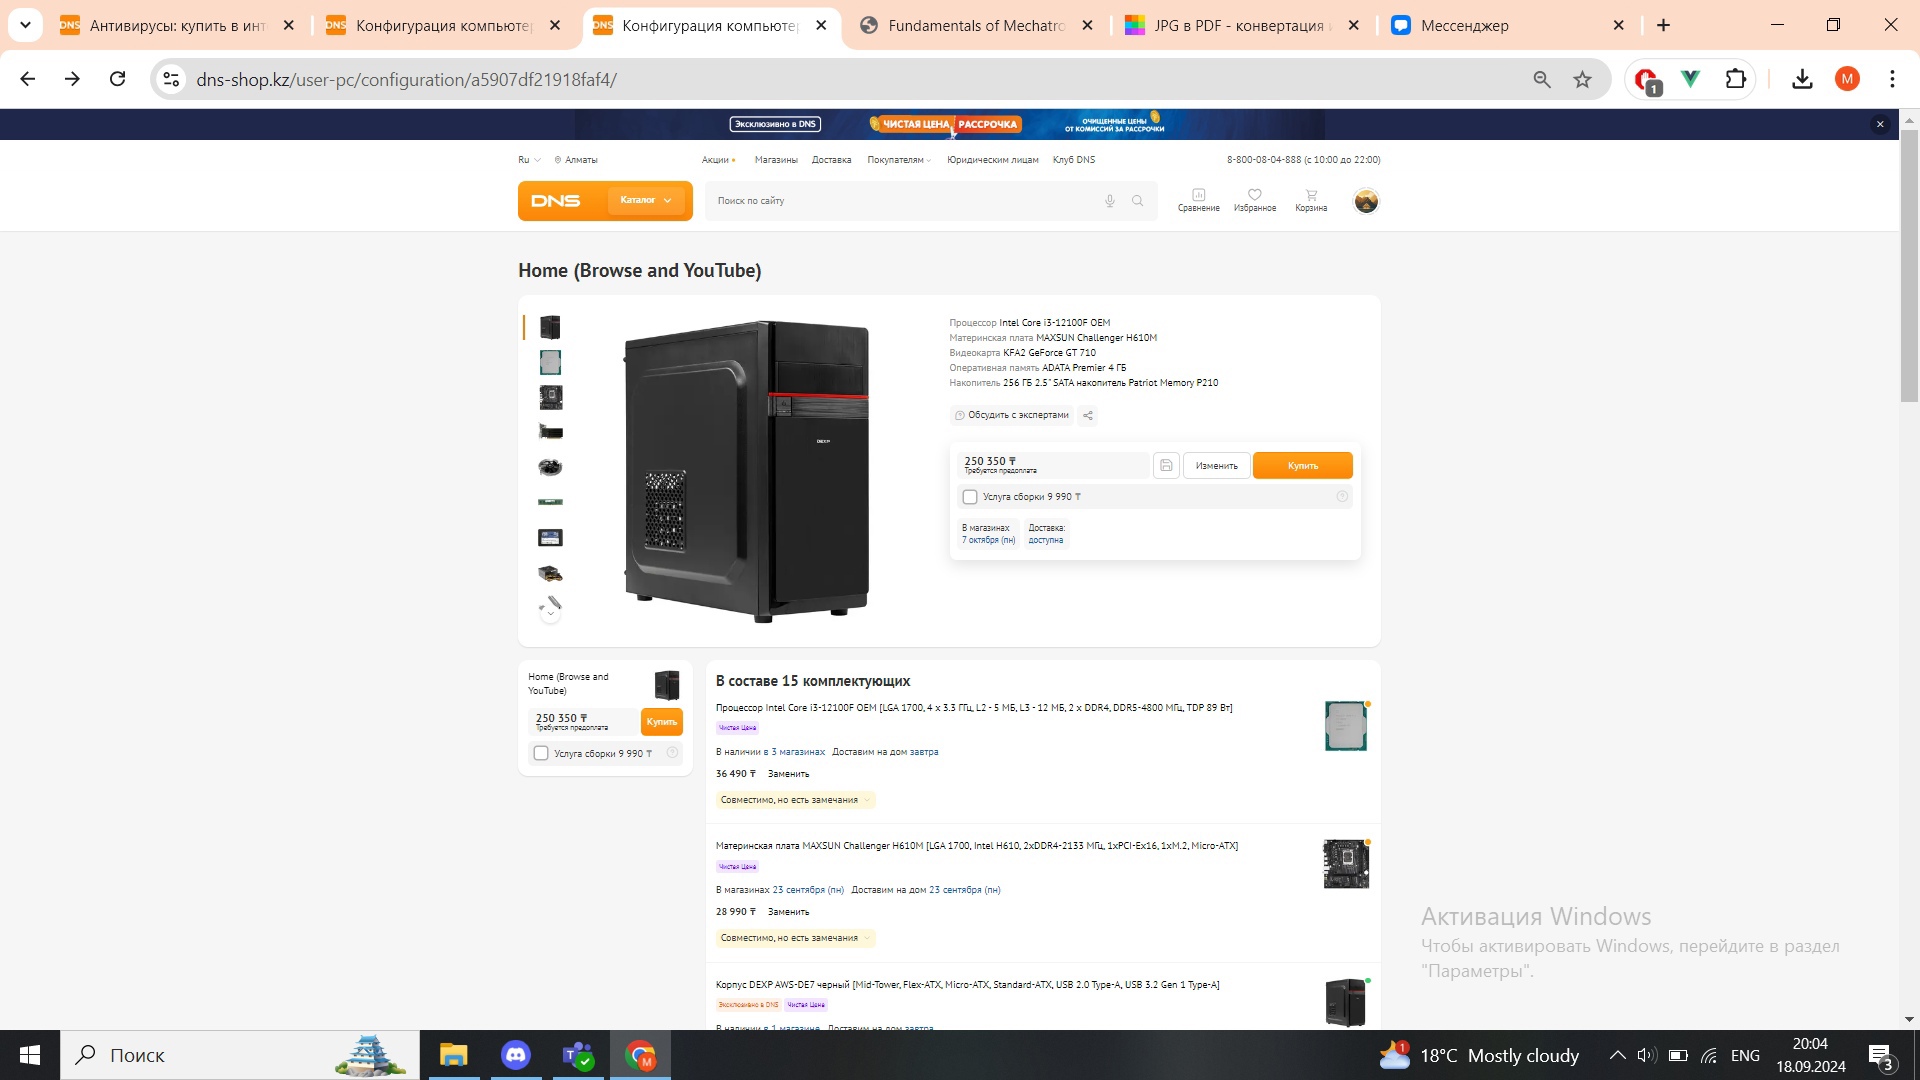 Антивирусы: купить в инт
Конфигурация компьютер
Конфигурация компьютер
Fundamentals of Mechatro
JPG в PDF - конвертация и
Мессенджер
dns-shop.kz/user-pc/configuration/a5907df21918faf4/
1
M
Эксклюзивно в DNS
ЧИСТАЯ ЦЕНА РАССРОЧКА
ОЧИЩЕННЫЕ ЦЕНЫ
ОТ КОМИССИЙ ЗА РАССРОЧКИ
Ru
Алматы
Акции
Магазины
Доставка
Покупателям
Юридическим лицам
Клуб DNS
8-800-08-04-888 (с 10:00 до 22:00)
DNS
Каталог
Поиск по сайту
Сравнение
Избранное
Корзина
Home (Browse and YouTube)
Процессор Intel Core i3-12100F OEM
Материнская плата MAXSUN Challenger H610M
Видеокарта KFA2 GeForce GT 710
Оперативная память ADATA Premier 4 ГБ
Накопитель 256 ГБ 2.5" SATA накопитель Patriot Memory P210
Обсудить с экспертами
250 350 ₸
Требуется предоплата
Изменить
Купить
Услуга сборки 9 990 ₸
В магазинах
7 октября (пн)
Доставка:
доступна
DEXP
Home (Browse and
YouTube)
250 350 ₸
Требуется предоплата
Купить
Услуга сборки 9 990 ₸
В составе 15 комплектующих
Процессор Intel Core i3-12100F OEM [LGA 1700, 4 x 3.3 ГГц, L2 - 5 МБ, L3 - 12 МБ, 2 x DDR4, DDR5-4800 МГц, TDP 89 Вт]
Чистая Цена
В наличии в 3 магазинах Доставим на дом завтра
36 490 ₸ Заменить
Совместимо, но есть замечания
Материнская плата MAXSUN Challenger H610M [LGA 1700, Intel H610, 2xDDR4-2133 МГц, 1xPCI-Ex16, 1xM.2, Micro-ATX]
Чистая Цена
В магазинах 23 сентября (пн) Доставим на дом 23 сентября (пн)
28 990 ₸ Заменить
Совместимо, но есть замечания
Корпус DEXP AWS-DE7 черный [Mid-Tower, Flex-ATX, Micro-ATX, Standard-ATX, USB 2.0 Type-A, USB 3.2 Gen 1 Type-A]
Эксклюзивно в DNS Чистая Цена
В наличии в 1 магазине Доставим на дом завтра
Активация Windows
Чтобы активировать Windows, перейдите в раздел
"Параметры".
Поиск
1
18°C Mostly cloudy
ENG
20:04
18.09.2024
3